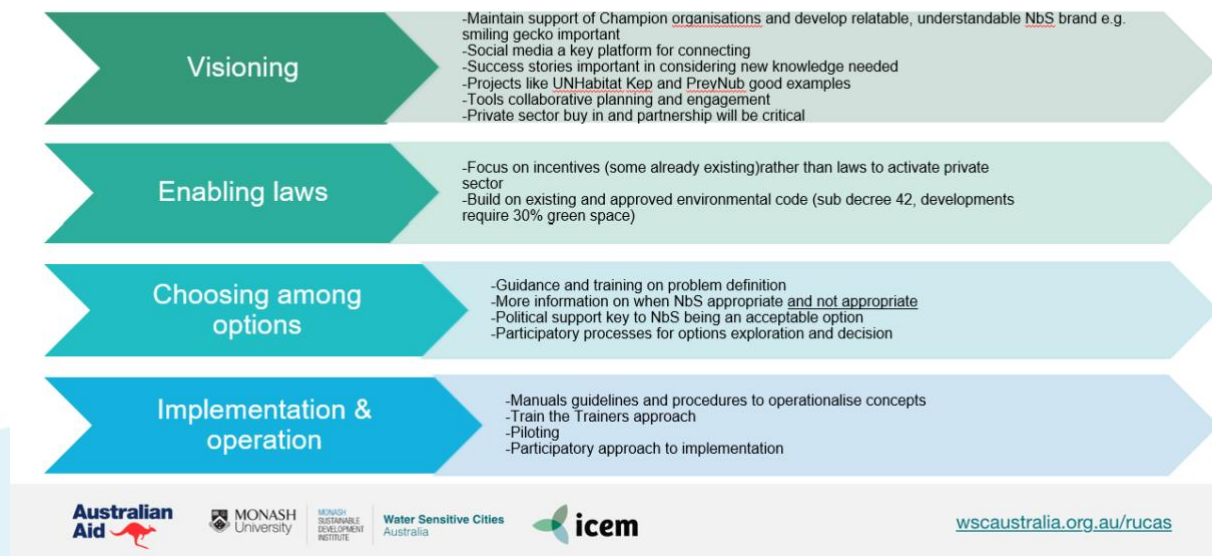 Visioning
-Maintain support of Champion organisations and develop relatable, understandable NbS brand e.g.
smiling gecko important
-Social media a key platform for connecting
-Success stories important in considering new knowledge needed
-Projects like UNHabitat Kep and PreyNub good examples
-Tools collaborative planning and engagement
-Private sector buy in and partnership will be critical
Enabling laws
-Focus on incentives (some already existing)rather than laws to activate private
sector
-Build on existing and approved environmental code (sub decree 42, developments
require 30% green space)
Choosing among
options
-Guidance and training on problem definition
-More information on when NbS appropriate and not appropriate
-Political support key to NbS being an acceptable option
-Participatory processes for options exploration and decision
Implementation &
operation
-Manuals guidelines and procedures to operationalise concepts
-Train the Trainers approach
-Piloting
-Participatory approach to implementation
Australian
Aid
MONASH
University
MONASH
SUSTAINABLE
DEVELOPMENT
INSTITUTE
Water Sensitive Cities
Australia
icem
wscaustralia.org.au/rucas